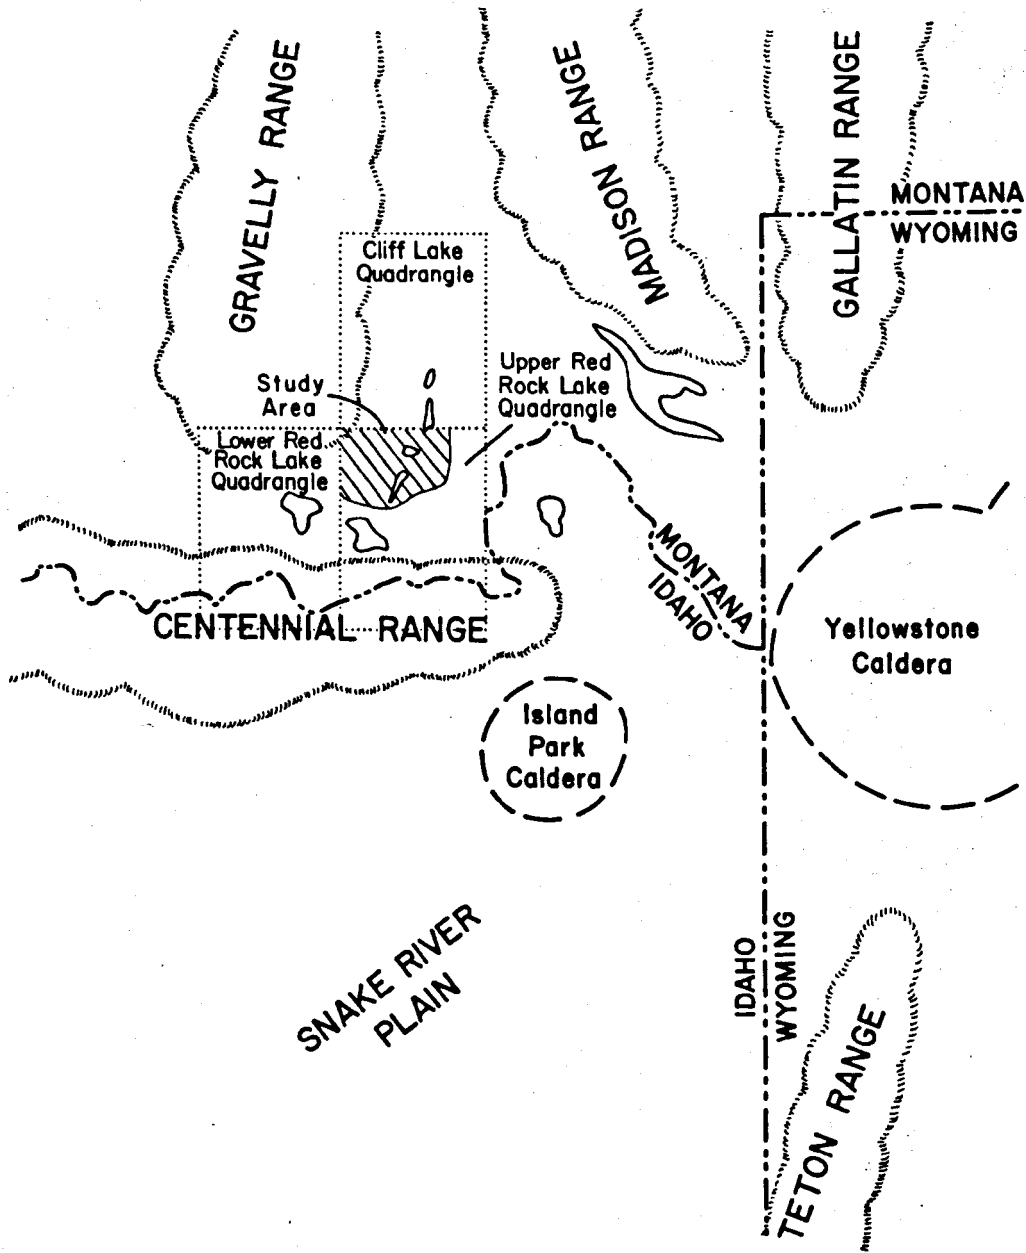 GRAVELLY RANGE
MADISON RANGE
GALLATIN RANGE
MONTANA
WYOMING
Cliff Lake
Quadrangle
Study
Area
Upper Red
Rock Lake
Quadrangle
Lower Red
Rock Lake
Quadrangle
MONTANA
IDAHO
CENTENNIAL RANGE
Yellowstone
Caldera
Island
Park
Caldera
SNAKE RIVER
PLAIN
IDAHO
WYOMING
TETON RANGE